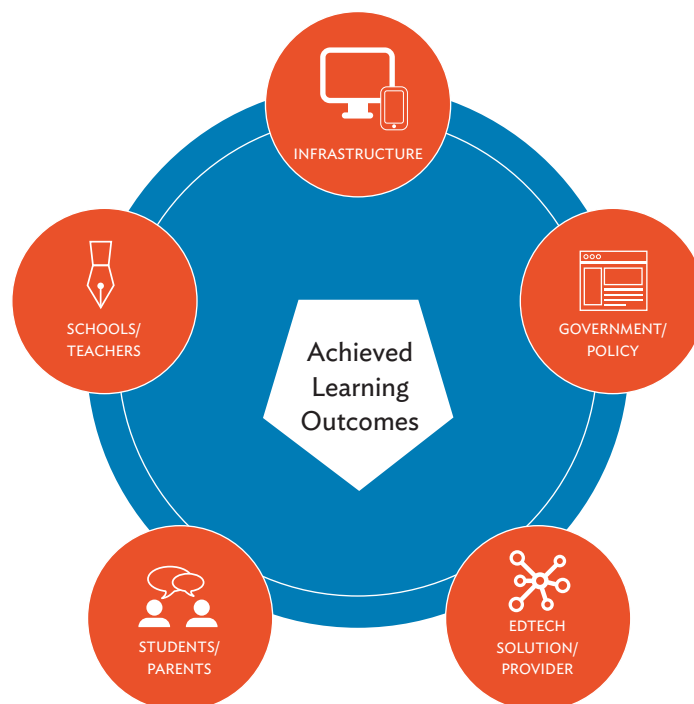 INFRASTRUCTURE
SCHOOLS/
TEACHERS
GOVERNMENT/
POLICY
Achieved
Learning
Outcomes
STUDENTS/
PARENTS
EDTECH
SOLUTION/
PROVIDER